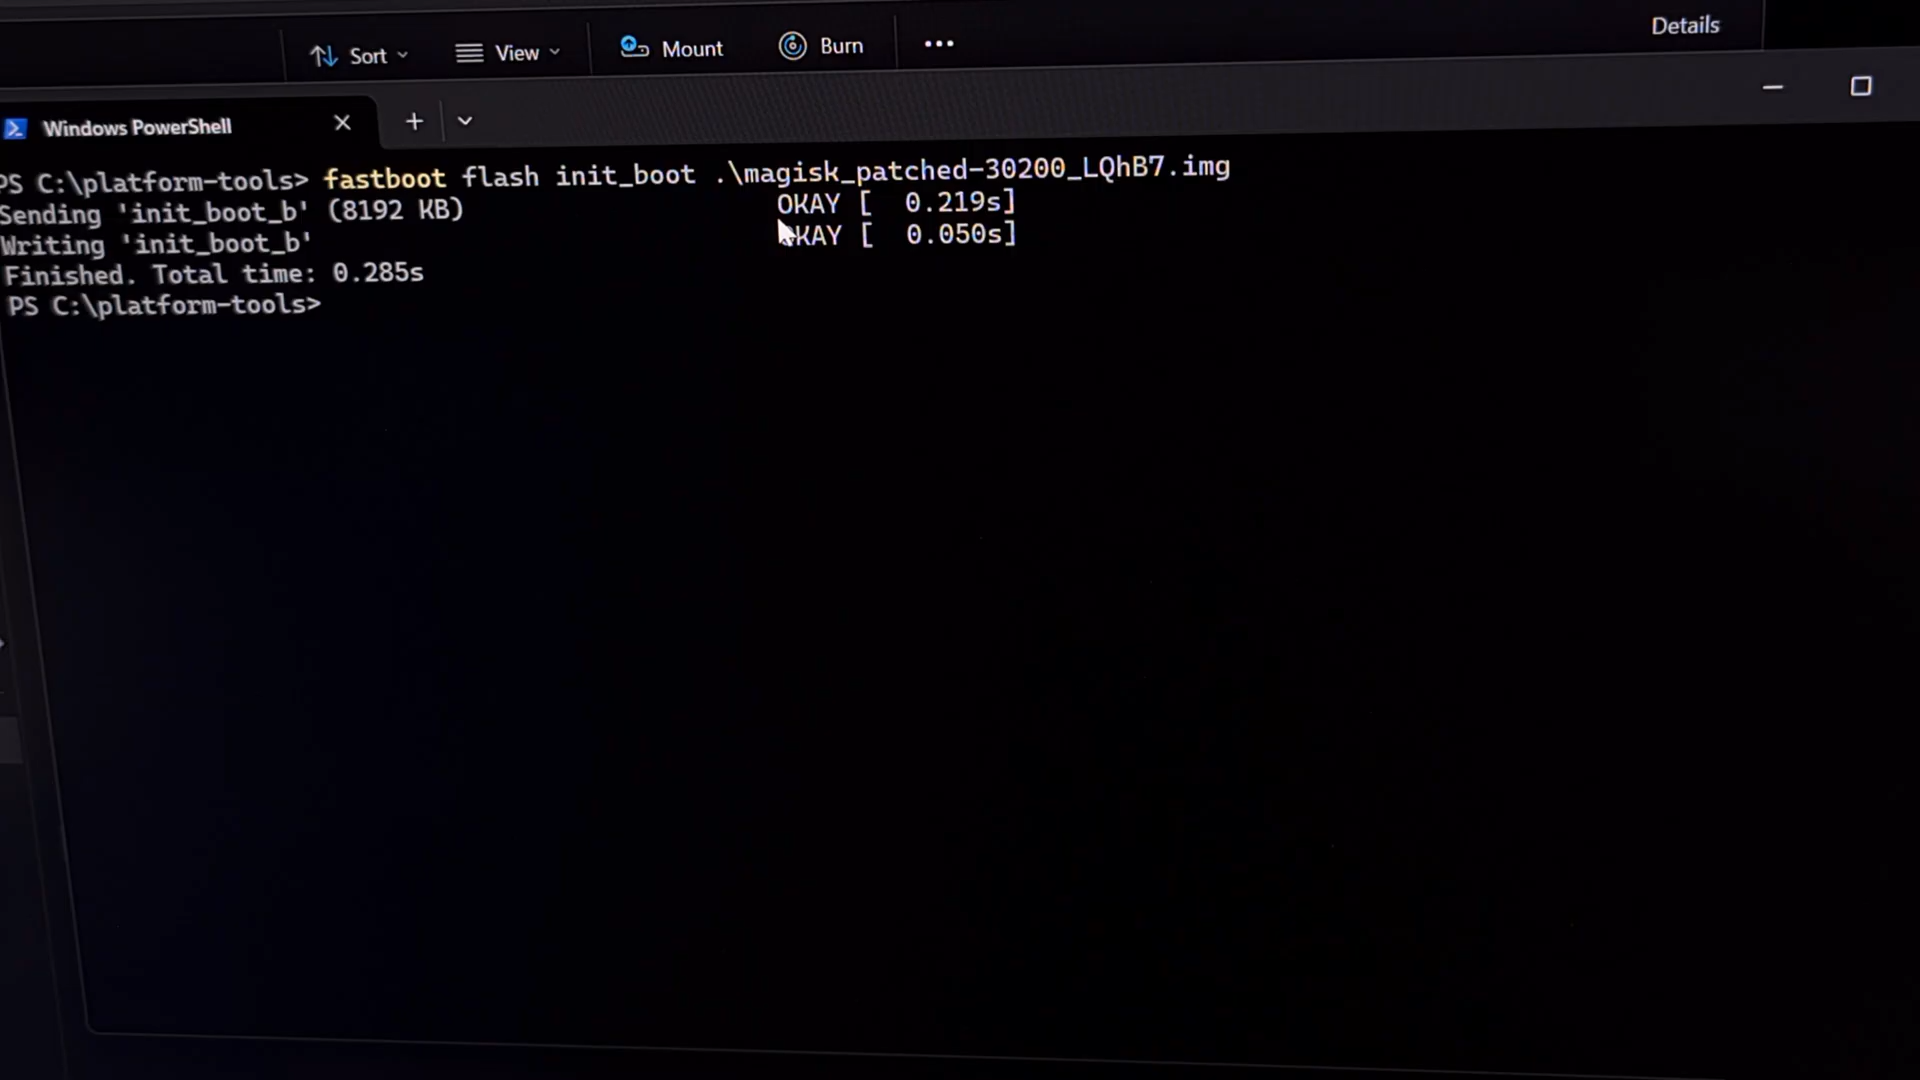 Sort
View
Mount
Burn
Details
Windows PowerShell
PS C:\platform-tools> fastboot flash init_boot .\magisk_patched-30200_LQhB7.img
Sending 'init_boot_b' (8192 KB) OKAY [ 0.219s]
Writing 'init_boot_b' OKAY [ 0.050s]
Finished. Total time: 0.285s
PS C:\platform-tools>